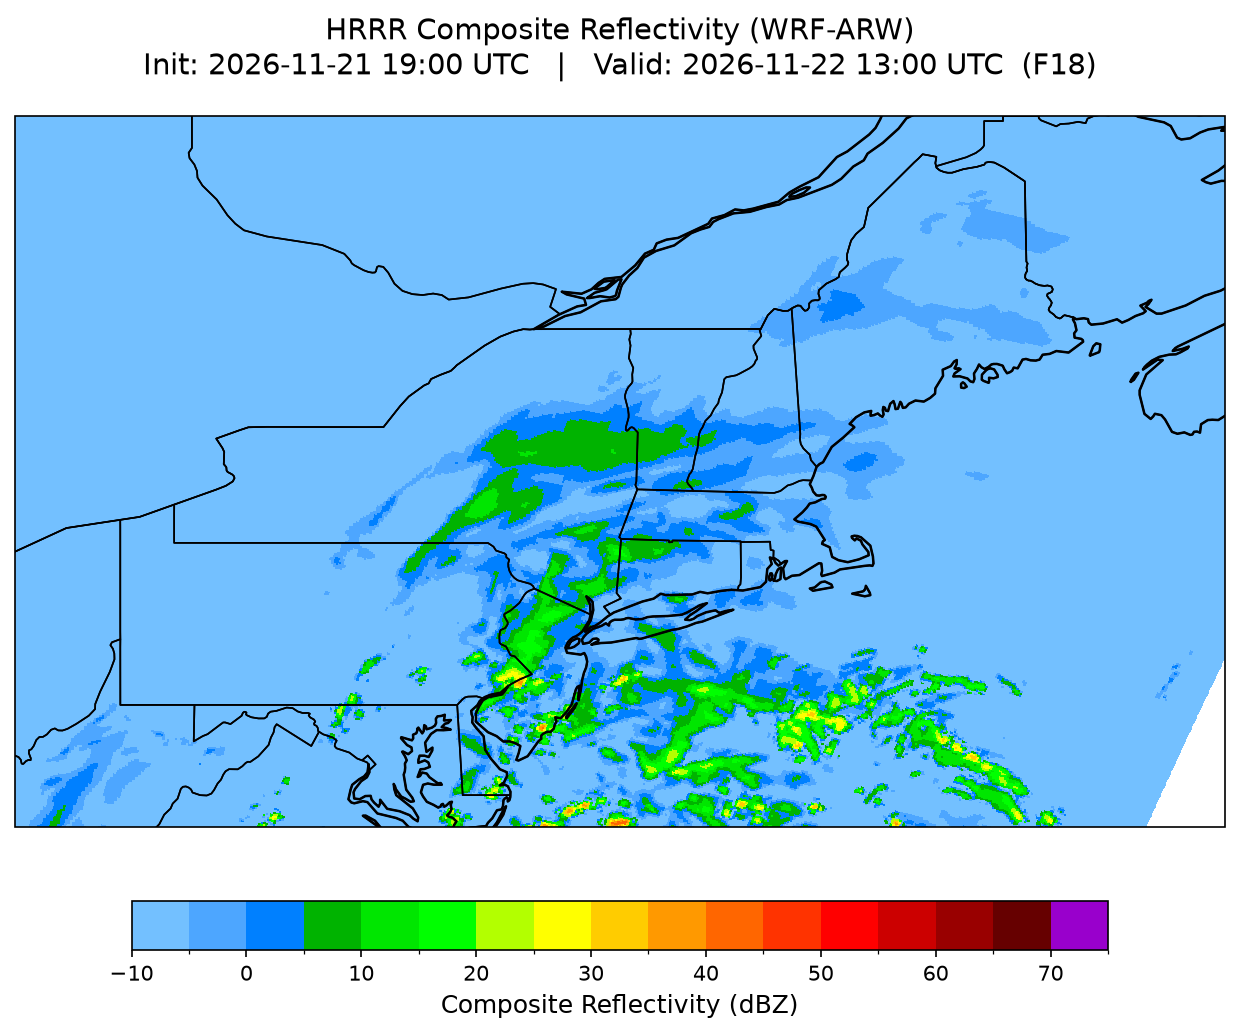 HRRR Composite Reflectivity (WRF-ARW)
Init: 2026-11-21 19:00 UTC   |   Valid: 2026-11-22 13:00 UTC  (F18)
−10 0 10 20 30 40 50 60 70
Composite Reflectivity (dBZ)